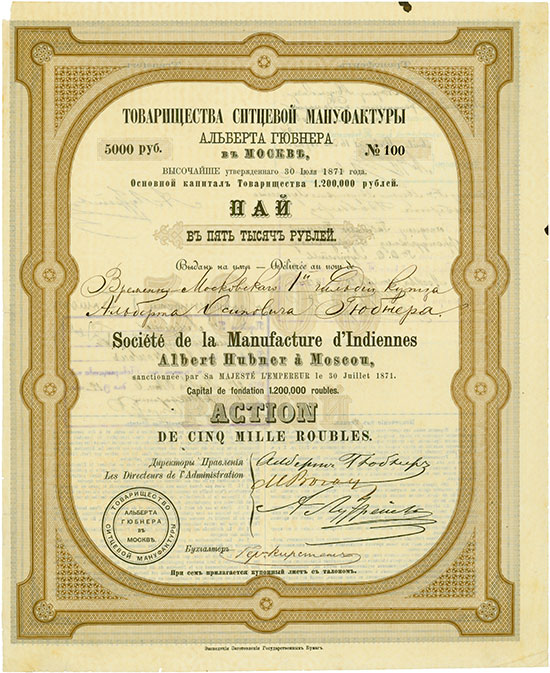 ТОВАРИЩЕСТВА СИТЦЕВОЙ МАНУФАКТУРЫ
АЛЬБЕРТА ГЮБНЕРА
ВЪ МОСКВѢ,
5000 руб.
№ 100
ВЫСОЧАЙШЕ утвержденнаго 30 Іюля 1871 года.
Основной капиталъ Товарищества 1.200,000 рублей.
ПАЙ
ВЪ ПЯТЬ ТЫСЯЧЪ РУБЛЕЙ.
Выданъ на имя — Délivrée au nom de
Временно Московскаго 1й гильдіи купца
Альберта Осиповича Гюбнера.
Société de la Manufacture d'Indiennes
Albert Hubner à Moscou,
sanctionnée par Sa MAJESTÉ L'EMPEREUR le 30 Juillet 1871.
Capital de fondation 1.200,000 roubles.
ACTION
DE CINQ MILLE ROUBLES.
Директоры Правленія
Les Directeurs de l'Administration
Альбертъ Гюбнеръ
ТОВАРИЩЕСТВО
СИТЦЕВОЙ МАНУФАКТУРЫ
АЛЬБЕРТА
ГЮБНЕРА
ВЪ
МОСКВѢ.
Бухгалтеръ
При семъ прилагается купонный листъ съ талономъ.
Экспедиція Заготовленія Государственныхъ Бумагъ